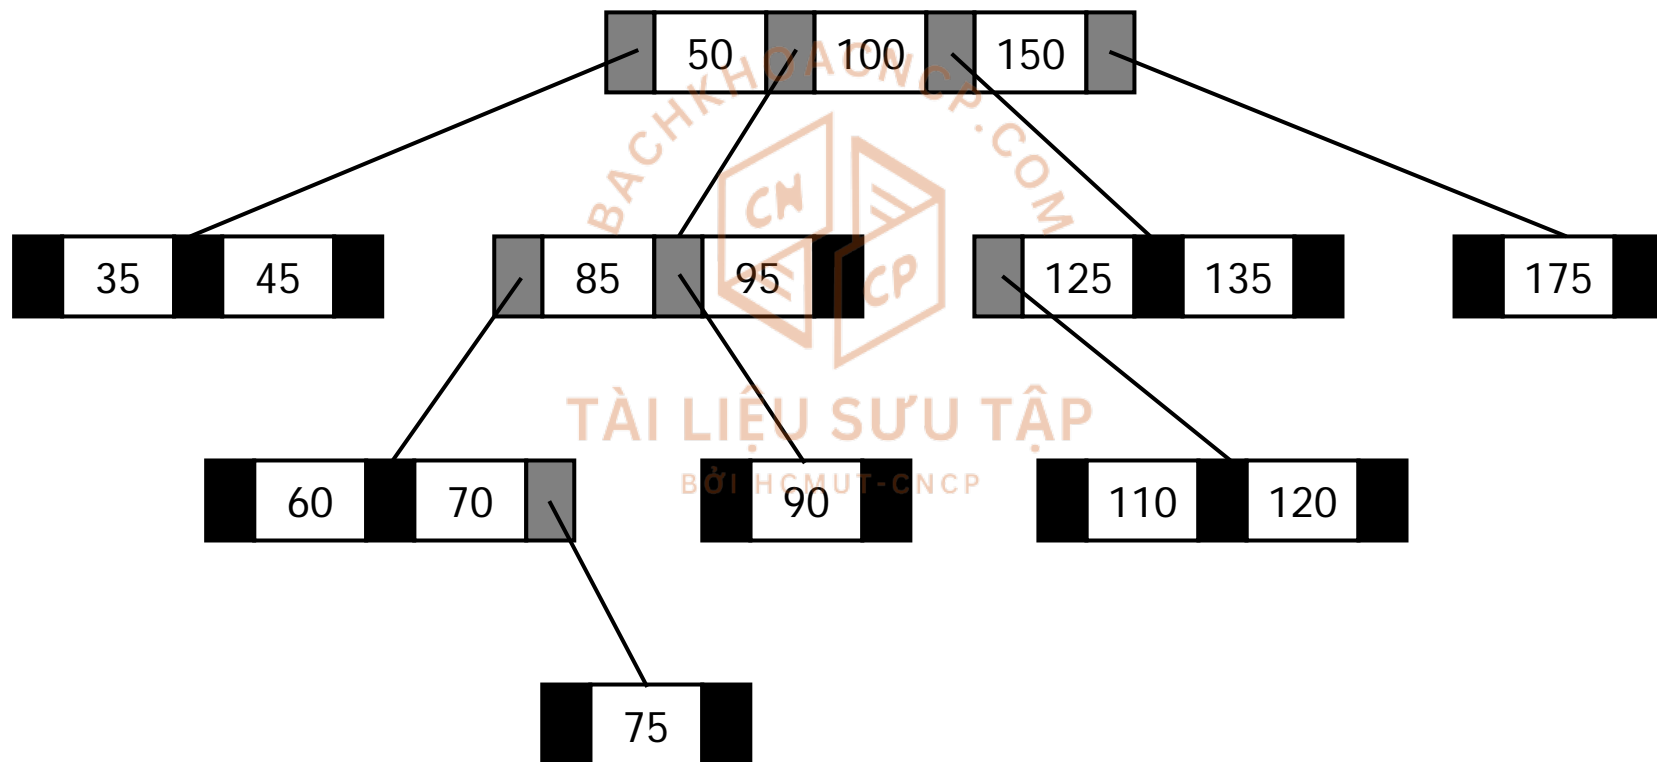 50 100 150
BACHKHOACNCP.COM
CN
CP
35 45 85 95 125 135 175
TÀI LIỆU SƯU TẬP
BỞI HCMUT-CNCP
60 70 90 110 120
75